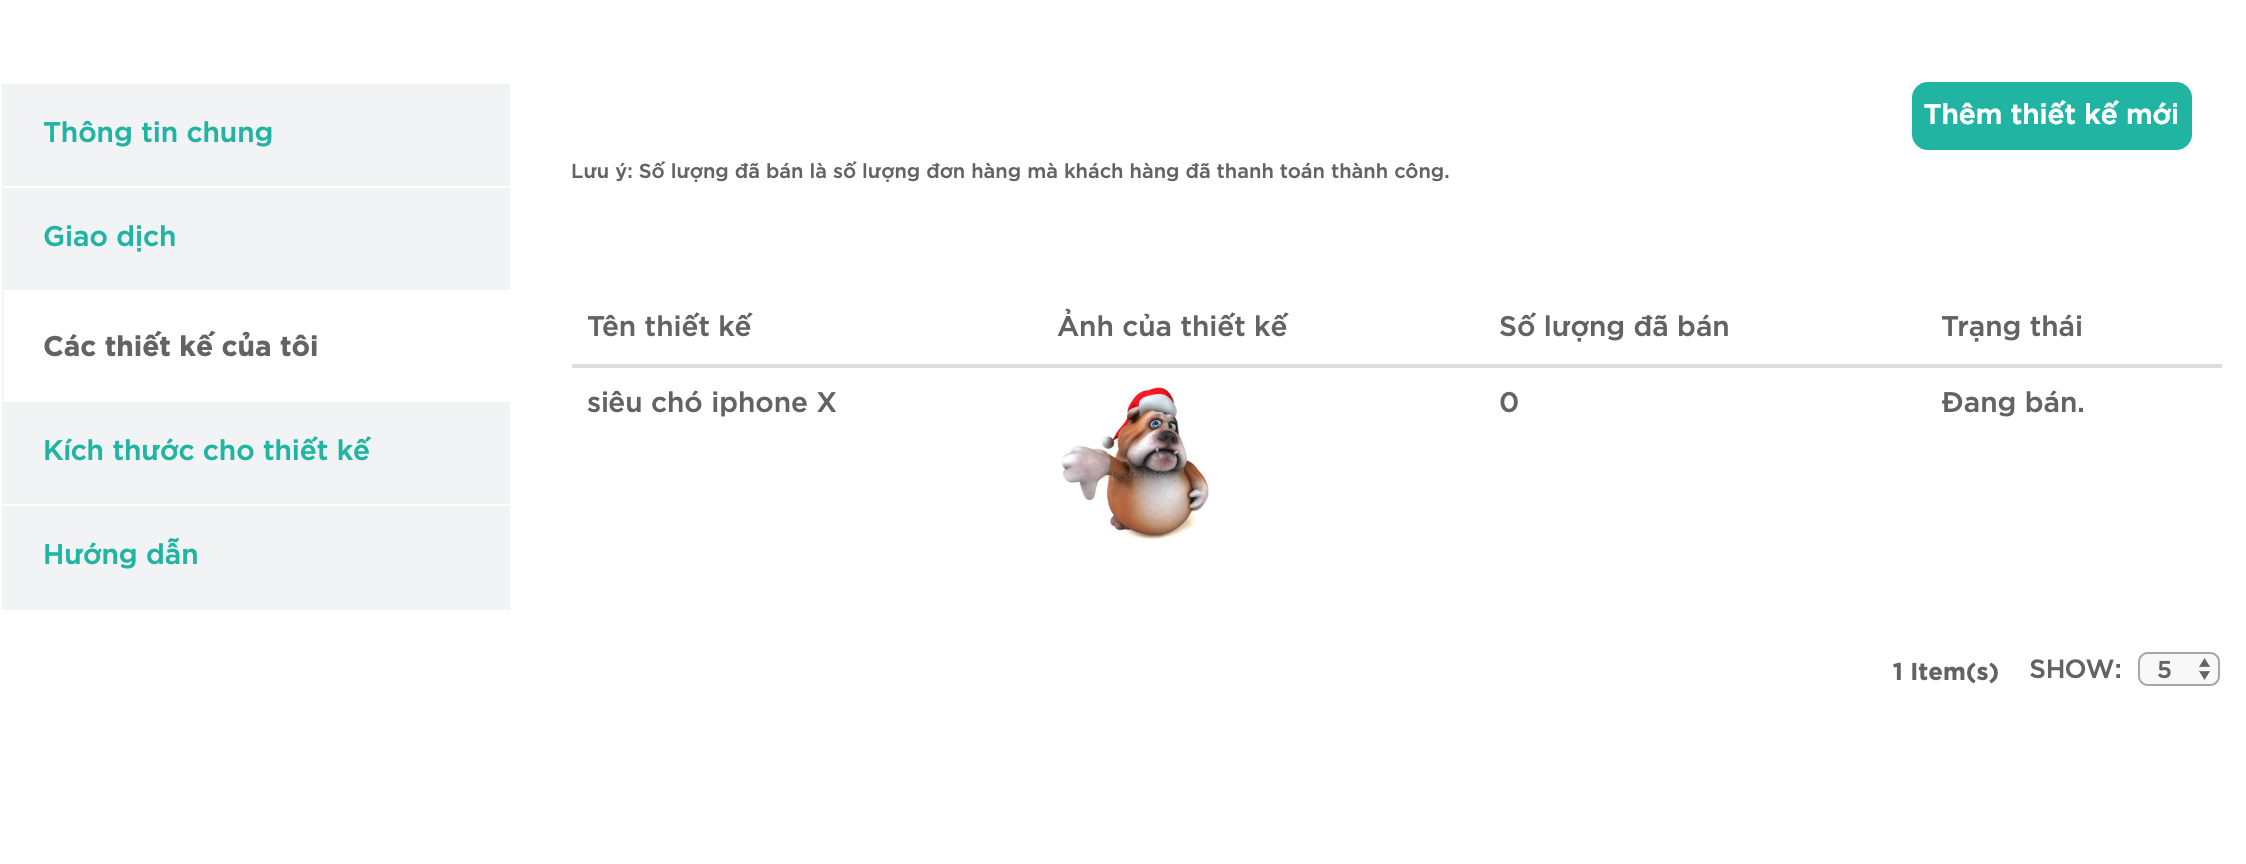 Thêm thiết kế mới
Thông tin chung
Lưu ý: Số lượng đã bán là số lượng đơn hàng mà khách hàng đã thanh toán thành công.
Giao dịch
Các thiết kế của tôi
Kích thước cho thiết kế
Hướng dẫn
Tên thiết kế Ảnh của thiết kế Số lượng đã bán Trạng thái
siêu chó iphone X 0 Đang bán.
1 Item(s) SHOW: 5